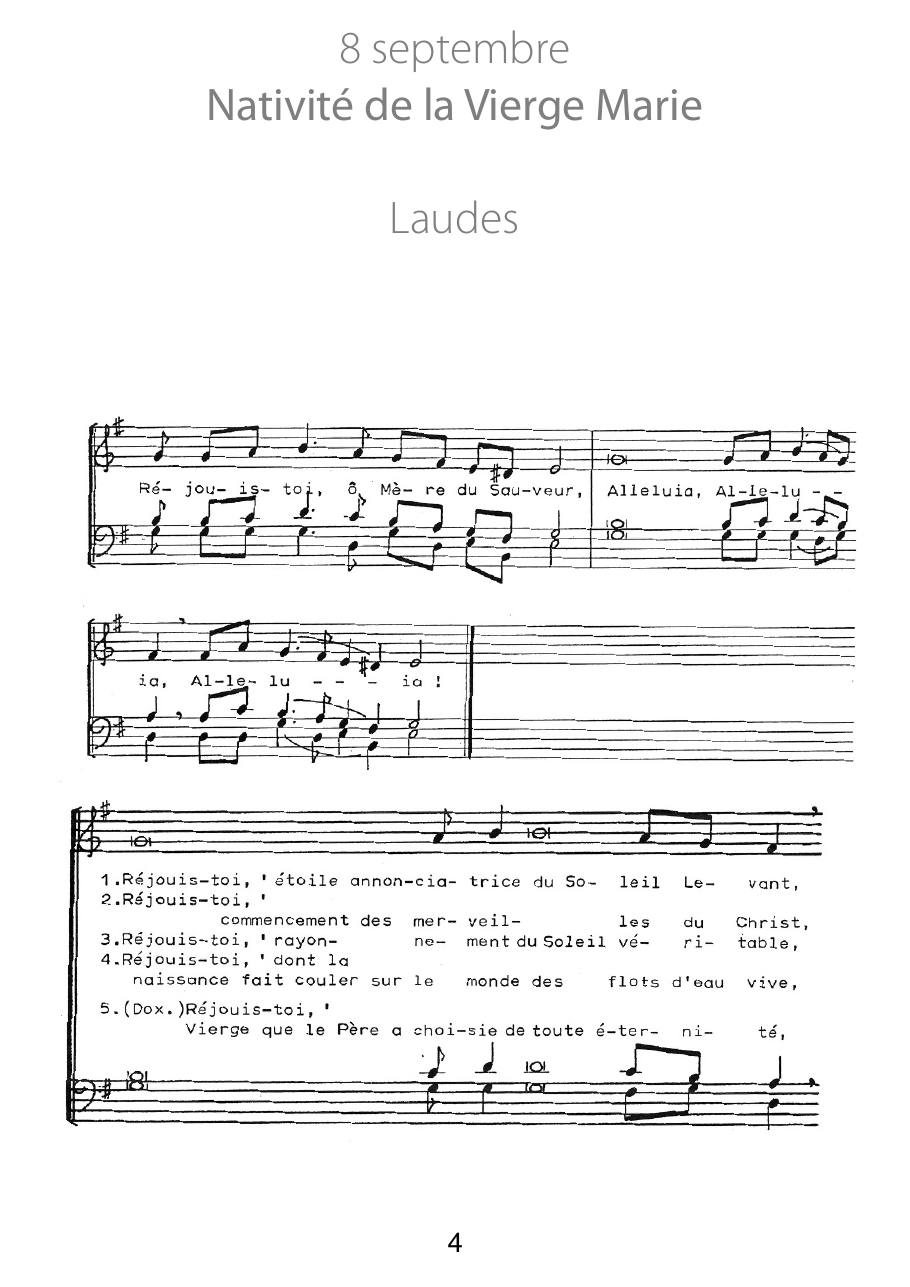 8 septembre
Nativité de la Vierge Marie
Laudes
Ré- jou- is- toi, ô Mè- re du Sau-veur, Alleluia, Al-le-lu - -
ia, Al-le- lu - - - ia !
1.Réjouis-toi, ' étoile annon-cia- trice du So- leil Le- vant,
2.Réjouis-toi, '
commencement des mer- veil- les du Christ,
3.Réjouis-toi, ' rayon- ne- ment du Soleil vé- ri- table,
4.Réjouis-toi, ' dont la
naissance fait couler sur le monde des flots d'eau vive,
5.(Dox.)Réjouis-toi, '
Vierge que le Père a choi-sie de toute é-ter- ni- té,
4